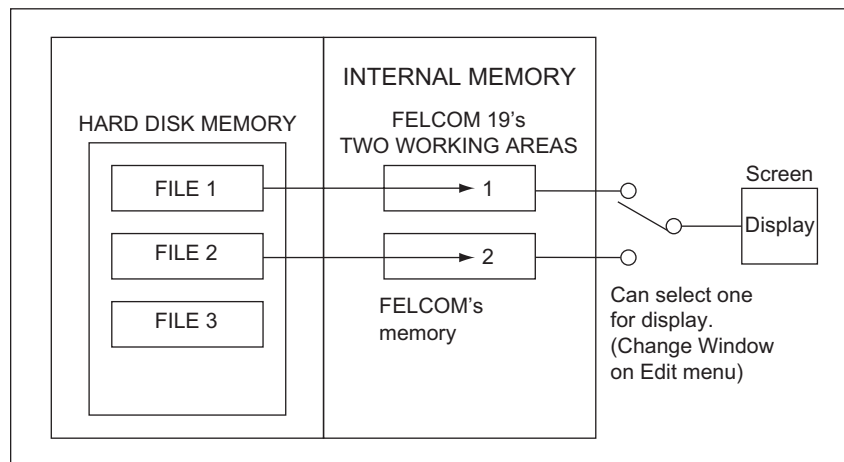 INTERNAL MEMORY
HARD DISK MEMORY
FELCOM 19's
TWO WORKING AREAS
FILE 1
1
FILE 2
2
FILE 3
FELCOM's
memory
Screen
Display
Can select one
for display.
(Change Window
on Edit menu)